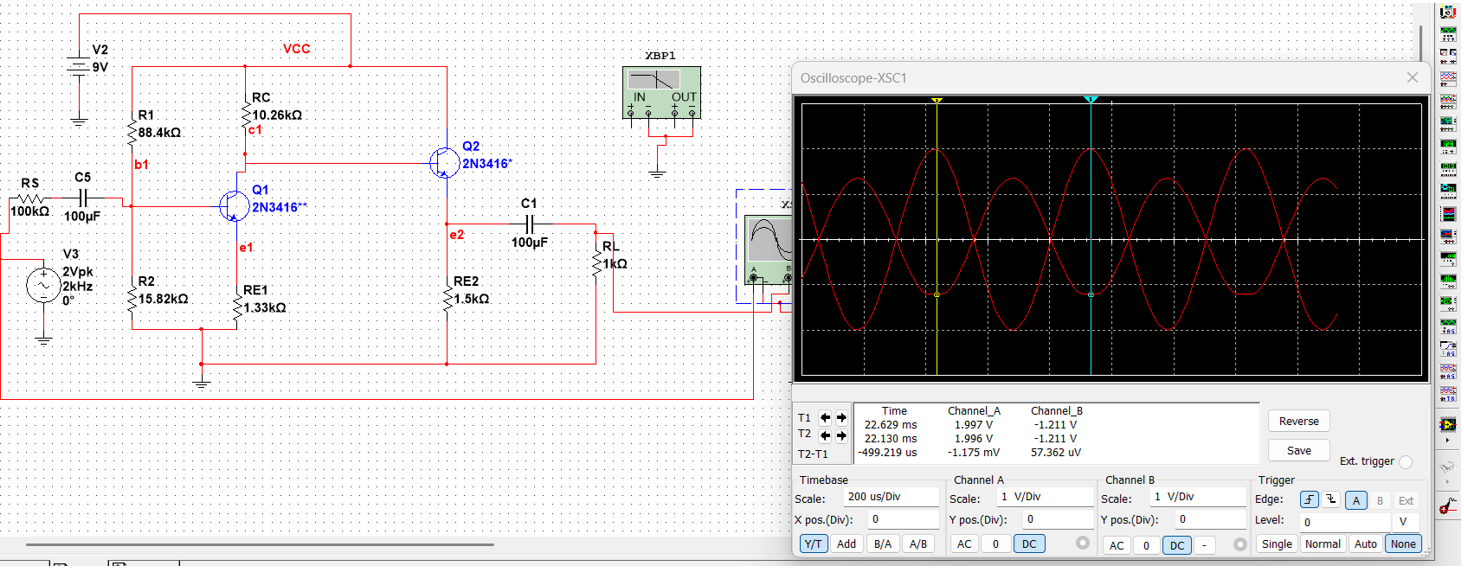 V2
9V
VCC
RC
10.26kΩ
c1
R1
88.4kΩ
b1
Q2
2N3416*
XBP1
IN OUT
RS
100kΩ
C5
100µF
Q1
2N3416**
C1
100µF
e1
e2
RL
1kΩ
V3
2Vpk
2kHz
0°
R2
15.82kΩ
RE1
1.33kΩ
RE2
1.5kΩ
XS
A B
Oscilloscope-XSC1
T1
T2
T2-T1
Time Channel_A Channel_B
22.629 ms 1.997 V -1.211 V
22.130 ms 1.996 V -1.211 V
-499.219 us -1.175 mV 57.362 uV
Reverse
Save
Ext. trigger
Timebase
Scale: 200 us/Div
X pos.(Div): 0
Y/T Add B/A A/B
Channel A
Scale: 1 V/Div
Y pos.(Div): 0
AC 0 DC
Channel B
Scale: 1 V/Div
Y pos.(Div): 0
AC 0 DC -
Trigger
Edge: A B Ext
Level: 0 V
Single Normal Auto None